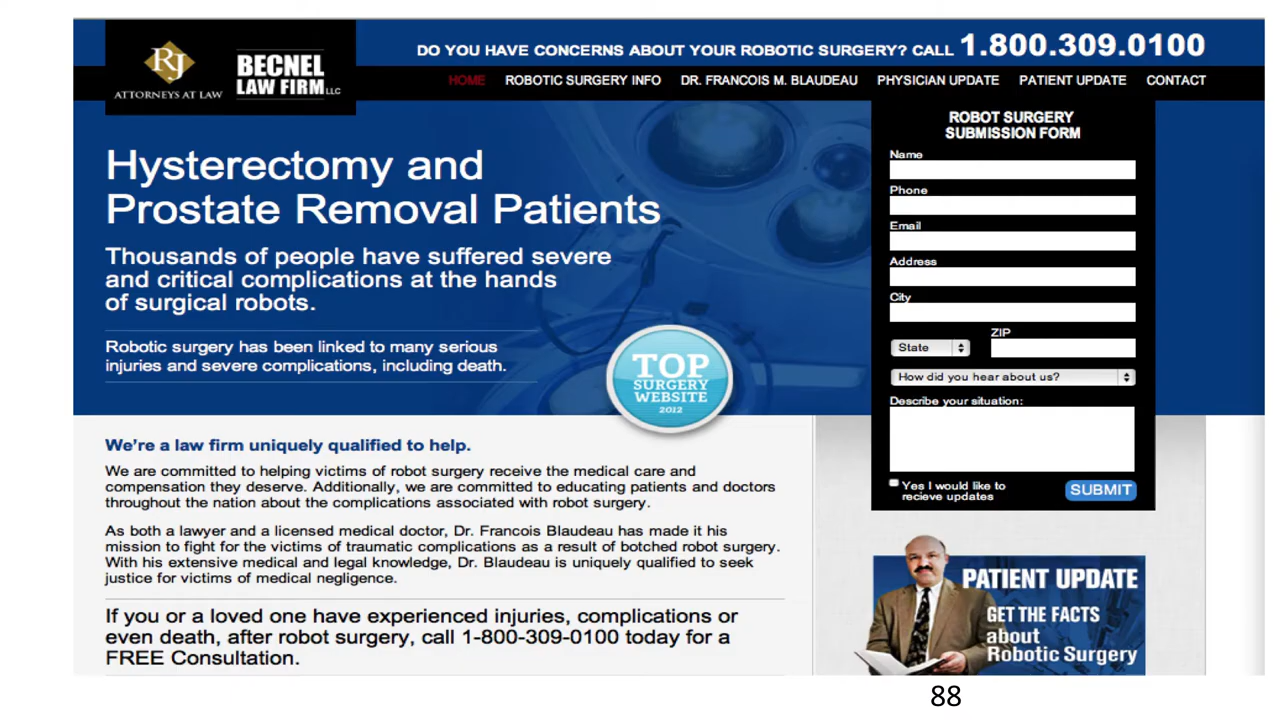 RJ
ATTORNEYS AT LAW
BECNEL
LAW FIRM LLC
DO YOU HAVE CONCERNS ABOUT YOUR ROBOTIC SURGERY? CALL 1.800.309.0100
HOME ROBOTIC SURGERY INFO DR. FRANCOIS M. BLAUDEAU PHYSICIAN UPDATE PATIENT UPDATE CONTACT
Hysterectomy and
Prostate Removal Patients
Thousands of people have suffered severe
and critical complications at the hands
of surgical robots.
Robotic surgery has been linked to many serious
injuries and severe complications, including death.
TOP
SURGERY
WEBSITE
2012
ROBOT SURGERY
SUBMISSION FORM
Name
Phone
Email
Address
City
ZIP
State
How did you hear about us?
Describe your situation:
Yes I would like to
recieve updates
SUBMIT
We're a law firm uniquely qualified to help.
We are committed to helping victims of robot surgery receive the medical care and
compensation they deserve. Additionally, we are committed to educating patients and doctors
throughout the nation about the complications associated with robot surgery.
As both a lawyer and a licensed medical doctor, Dr. Francois Blaudeau has made it his
mission to fight for the victims of traumatic complications as a result of botched robot surgery.
With his extensive medical and legal knowledge, Dr. Blaudeau is uniquely qualified to seek
justice for victims of medical negligence.
If you or a loved one have experienced injuries, complications or
even death, after robot surgery, call 1-800-309-0100 today for a
FREE Consultation.
PATIENT UPDATE
GET THE FACTS
about
Robotic Surgery
88